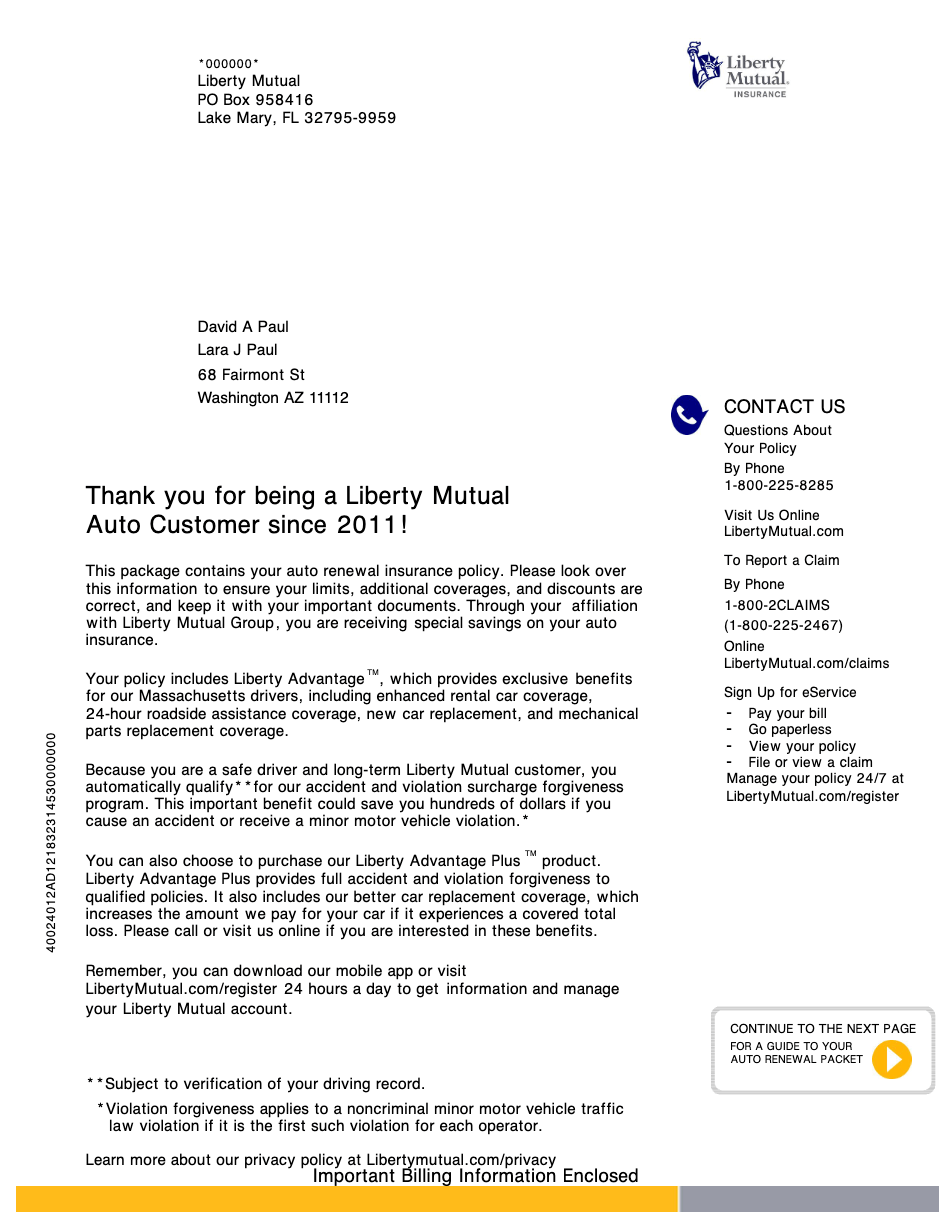 *000000*
Liberty Mutual
PO Box 958416
Lake Mary, FL 32795-9959
Liberty
Mutual®
INSURANCE
David A Paul
Lara J Paul
68 Fairmont St
Washington AZ 11112
CONTACT US
Questions About
Your Policy
By Phone
1-800-225-8285
Visit Us Online
LibertyMutual.com
To Report a Claim
By Phone
1-800-2CLAIMS
(1-800-225-2467)
Online
LibertyMutual.com/claims
Sign Up for eService
- Pay your bill
- Go paperless
- View your policy
- File or view a claim
Manage your policy 24/7 at
LibertyMutual.com/register
Thank you for being a Liberty Mutual
Auto Customer since 2011!
This package contains your auto renewal insurance policy. Please look over
this information to ensure your limits, additional coverages, and discounts are
correct, and keep it with your important documents. Through your affiliation
with Liberty Mutual Group, you are receiving special savings on your auto
insurance.
Your policy includes Liberty Advantage™, which provides exclusive benefits
for our Massachusetts drivers, including enhanced rental car coverage,
24-hour roadside assistance coverage, new car replacement, and mechanical
parts replacement coverage.
Because you are a safe driver and long-term Liberty Mutual customer, you
automatically qualify**for our accident and violation surcharge forgiveness
program. This important benefit could save you hundreds of dollars if you
cause an accident or receive a minor motor vehicle violation.*
You can also choose to purchase our Liberty Advantage Plus ™ product.
Liberty Advantage Plus provides full accident and violation forgiveness to
qualified policies. It also includes our better car replacement coverage, which
increases the amount we pay for your car if it experiences a covered total
loss. Please call or visit us online if you are interested in these benefits.
Remember, you can download our mobile app or visit
LibertyMutual.com/register 24 hours a day to get information and manage
your Liberty Mutual account.
40024012AD121832314530000000
CONTINUE TO THE NEXT PAGE
FOR A GUIDE TO YOUR
AUTO RENEWAL PACKET
**Subject to verification of your driving record.
*Violation forgiveness applies to a noncriminal minor motor vehicle traffic
law violation if it is the first such violation for each operator.
Learn more about our privacy policy at Libertymutual.com/privacy
Important Billing Information Enclosed